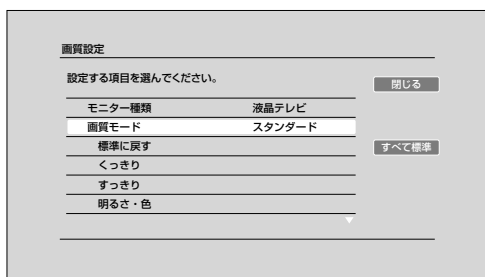 画質設定
設定する項目を選んでください。
閉じる
モニター種類 液晶テレビ
画質モード スタンダード
標準に戻す
すべて標準
くっきり
すっきり
明るさ・色